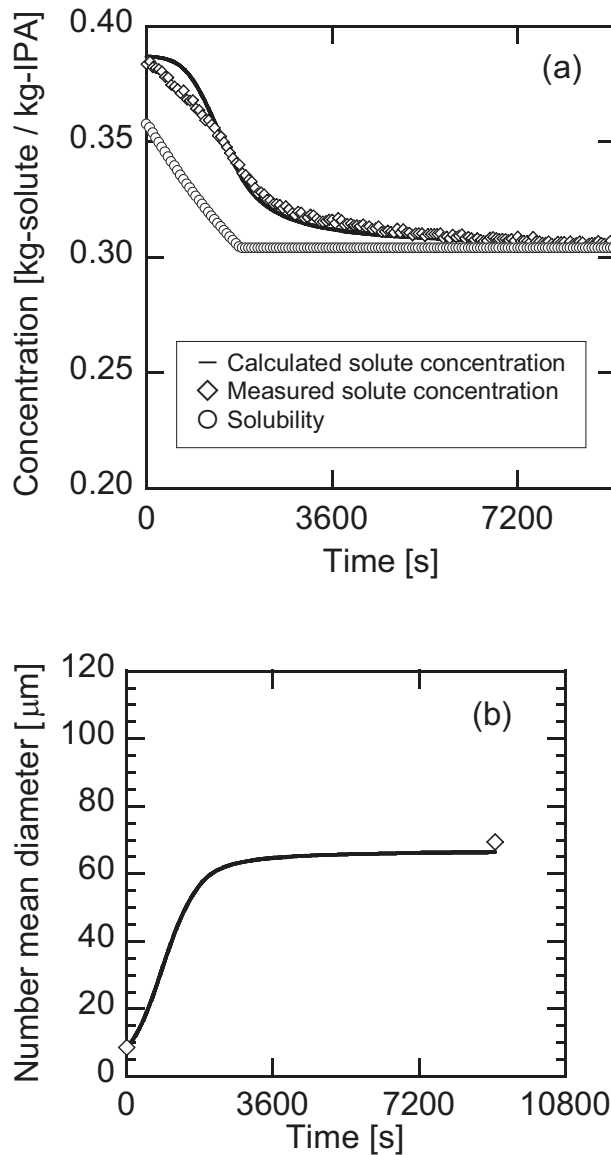 Concentration [kg-solute / kg-IPA]
0.40
0.35
0.30
0.25
0.20
(a)
Calculated solute concentration
Measured solute concentration
Solubility
0 3600 7200
Time [s]
Number mean diameter [μm]
120
100
80
60
40
20
0
(b)
0 3600 7200 10800
Time [s]